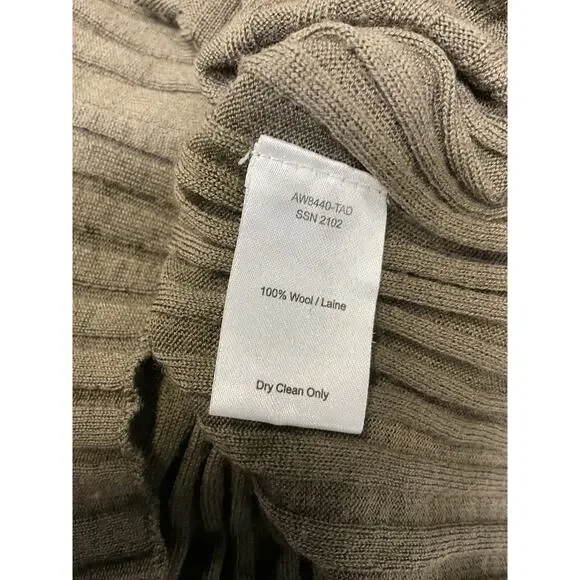 AW8440-TAD
SSN 2102
100% Wool / Laine
Dry Clean Only